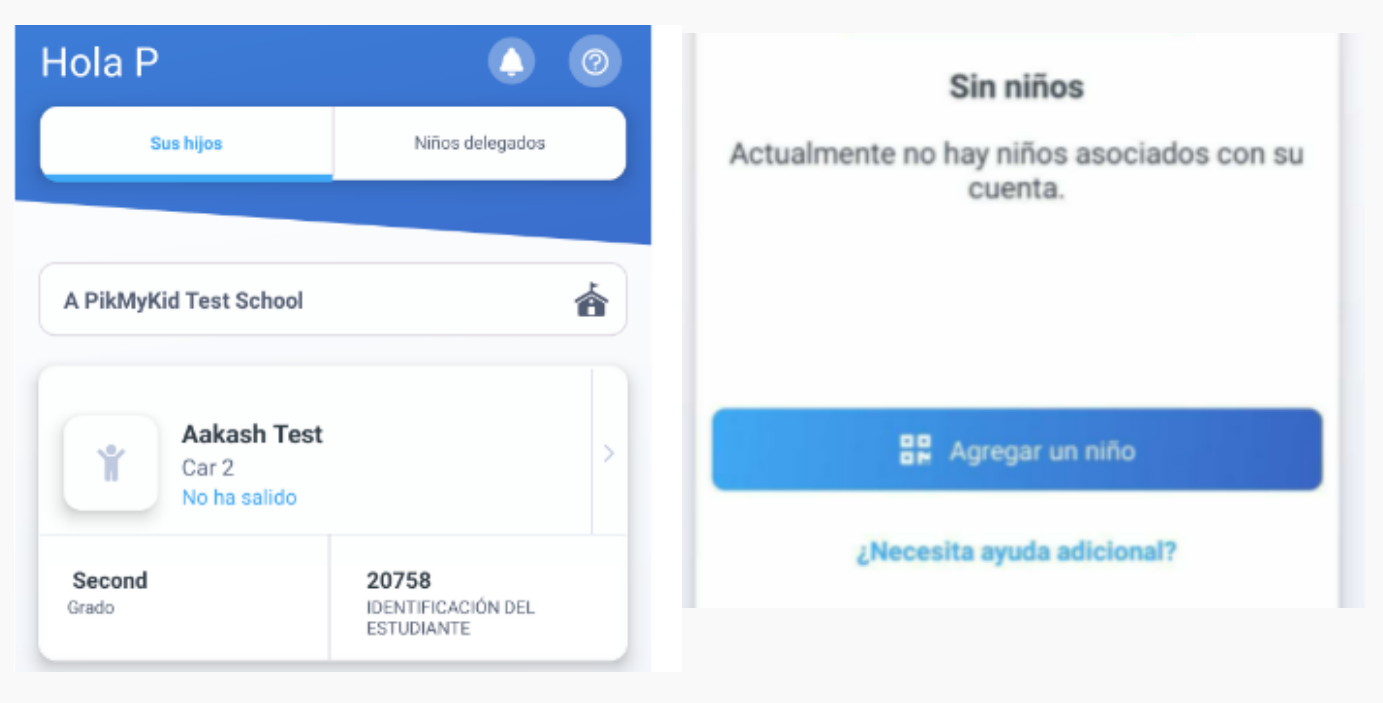 Hola P
Sus hijos
Niños delegados
A PikMyKid Test School
Aakash Test
Car 2
No ha salido
Second
Grado
20758
IDENTIFICACIÓN DEL
ESTUDIANTE
Sin niños
Actualmente no hay niños asociados con su
cuenta.
Agregar un niño
¿Necesita ayuda adicional?